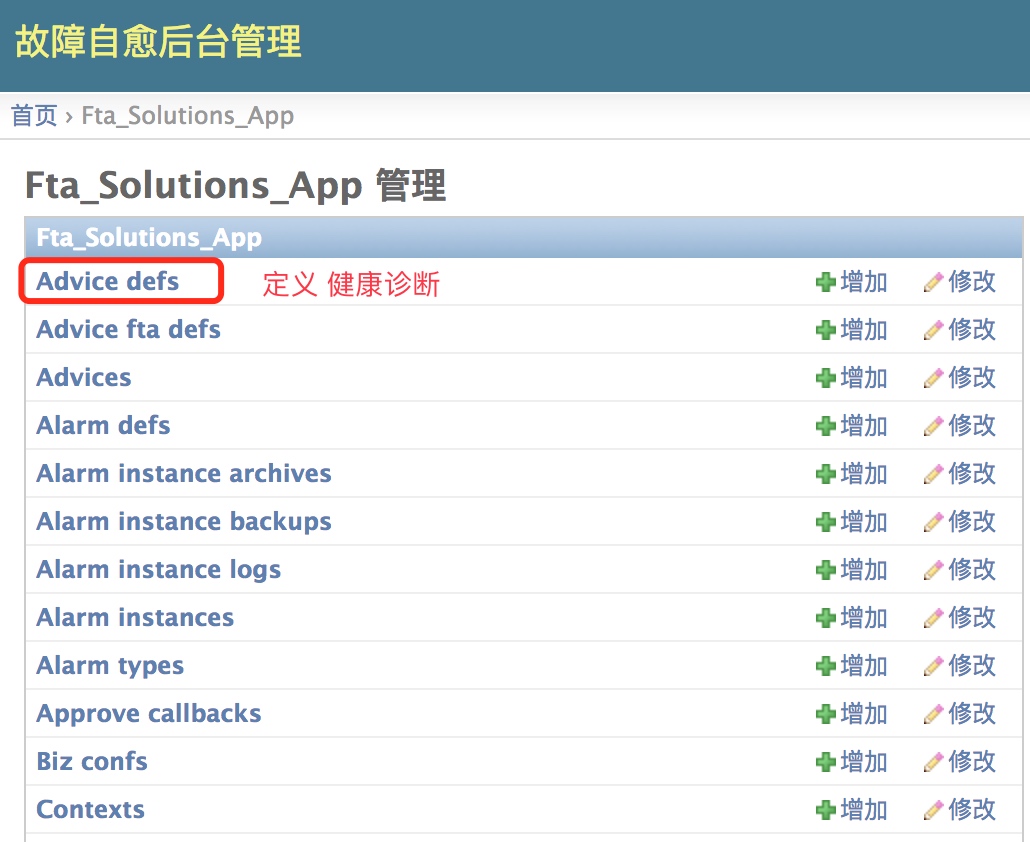 故障自愈后台管理
首页 › Fta_Solutions_App
Fta_Solutions_App 管理
Fta_Solutions_App
Advice defs 定义 健康诊断 增加 修改
Advice fta defs 增加 修改
Advices 增加 修改
Alarm defs 增加 修改
Alarm instance archives 增加 修改
Alarm instance backups 增加 修改
Alarm instance logs 增加 修改
Alarm instances 增加 修改
Alarm types 增加 修改
Approve callbacks 增加 修改
Biz confs 增加 修改
Contexts 增加 修改